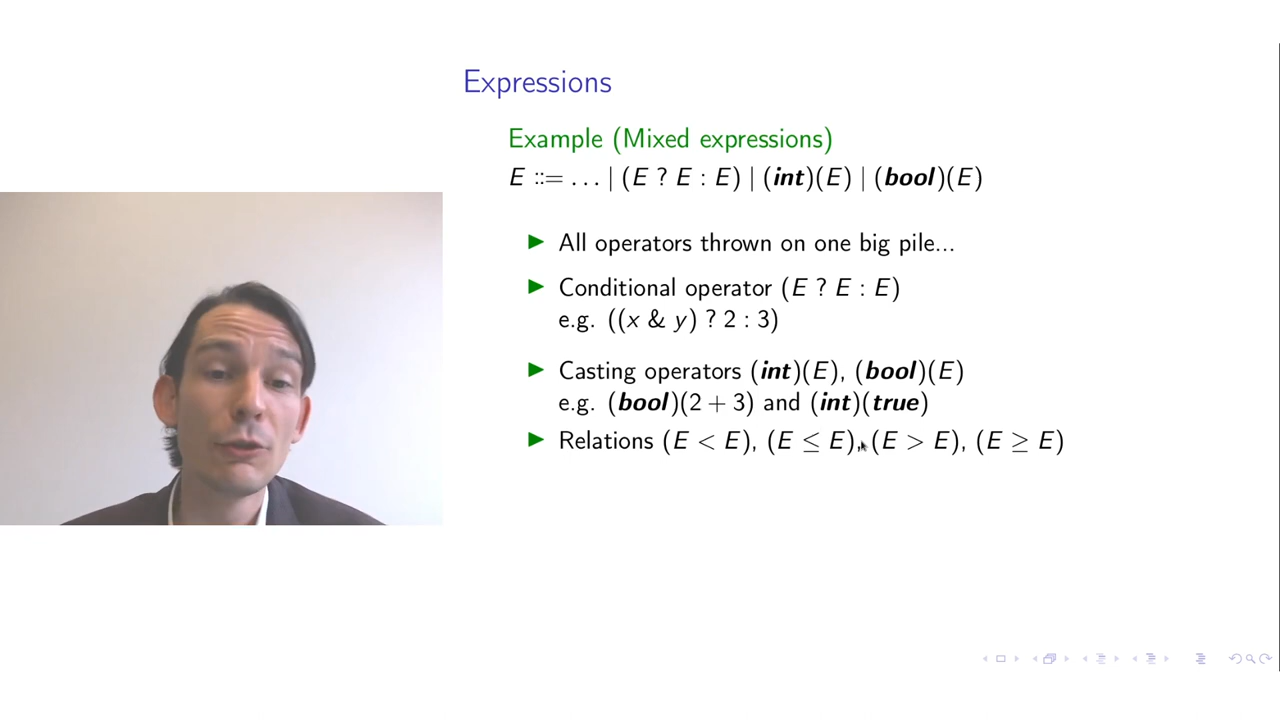 Expressions
Example (Mixed expressions)
E ::= ... | (E ? E : E) | (int)(E) | (bool)(E)
▶ All operators thrown on one big pile...
▶ Conditional operator (E ? E : E)
e.g. ((x & y) ? 2 : 3)
▶ Casting operators (int)(E), (bool)(E)
e.g. (bool)(2 + 3) and (int)(true)
▶ Relations (E < E), (E ≤ E), (E > E), (E ≥ E)